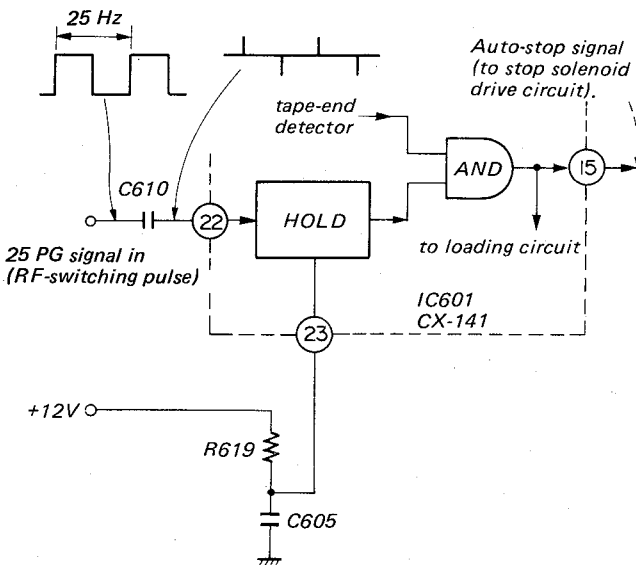 25 Hz
Auto-stop signal
(to stop solenoid
drive circuit).
tape-end
detector
AND
15
C610
22
HOLD
25 PG signal in
(RF-switching pulse)
to loading circuit
IC601
CX-141
23
+12V
R619
C605